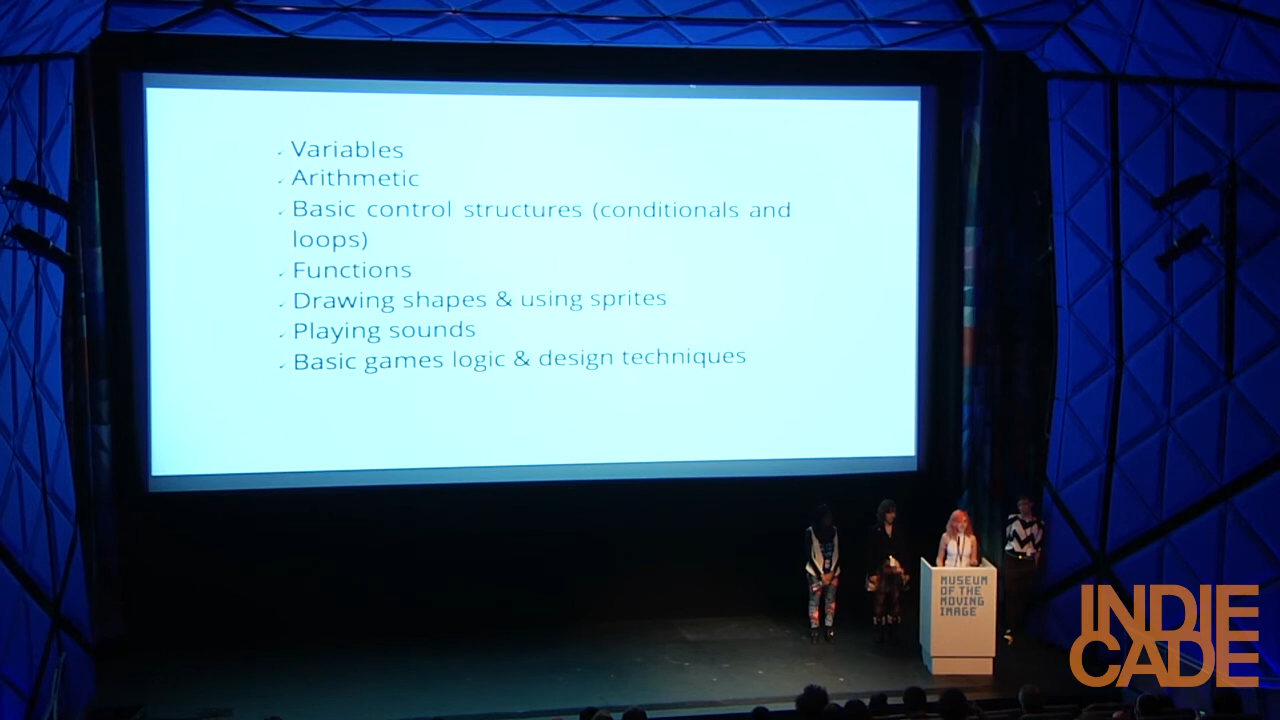 Variables
Arithmetic
Basic control structures (conditionals and
loops)
Functions
Drawing shapes & using sprites
Playing sounds
Basic games logic & design techniques
MUSEUM
OF THE
MOVING
IMAGE
INDIE
CADE